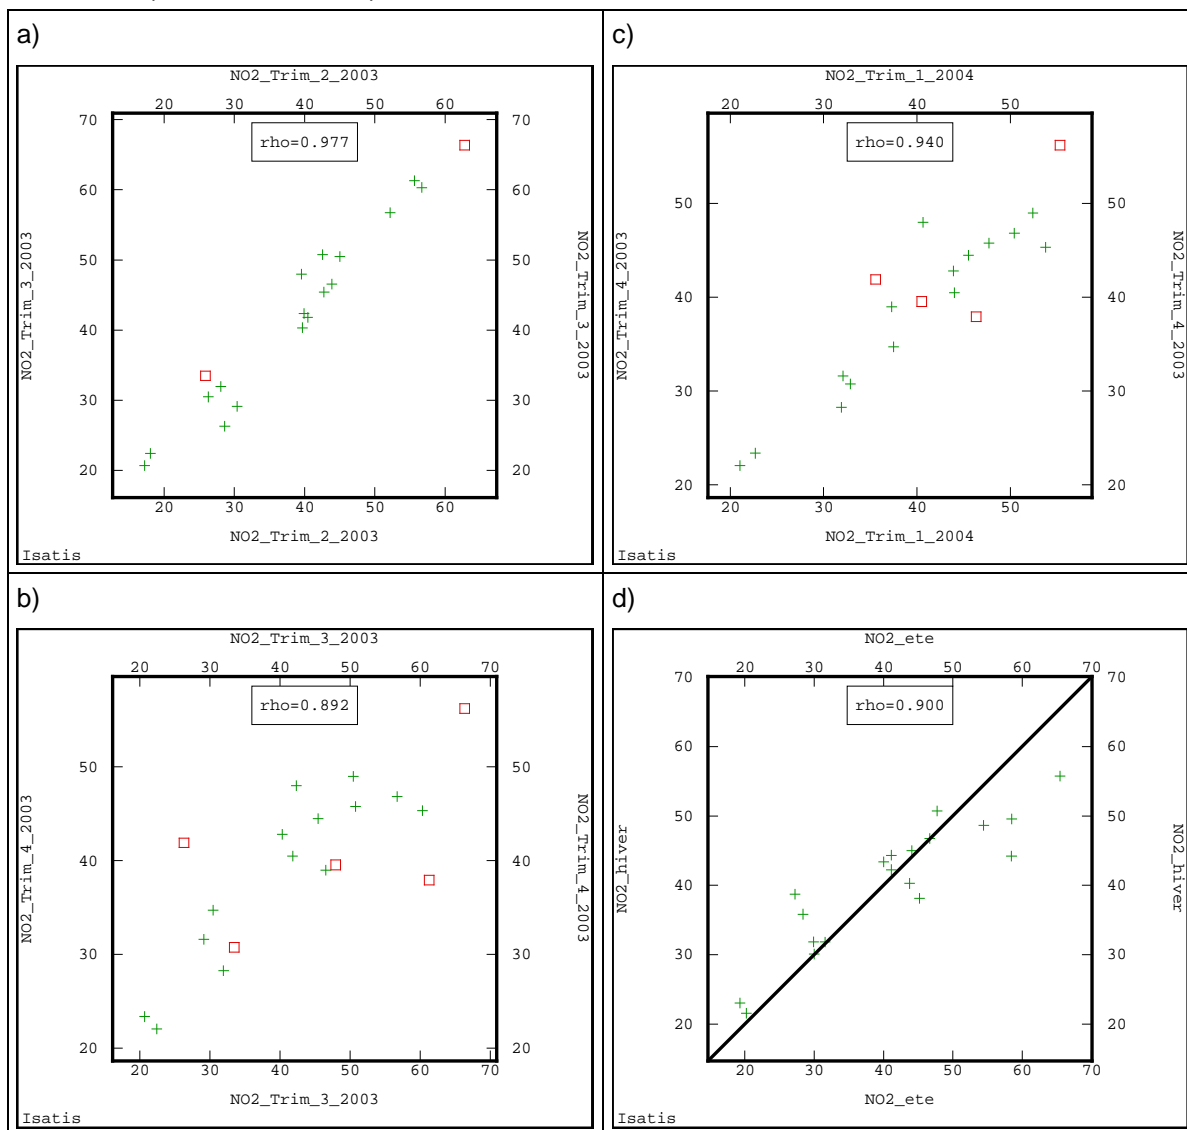 a)
NO2_Trim_2_2003
20 30 40 50 60
70 70
rho=0.977
60 60
50 50
NO2_Trim_3_2003
NO2_Trim_3_2003
40 40
30 30
20 20
20 30 40 50 60
NO2_Trim_2_2003
Isatis
c)
NO2_Trim_1_2004
20 30 40 50
rho=0.940
50 50
NO2_Trim_4_2003
NO2_Trim_4_2003
40 40
30 30
20 20
20 30 40 50
NO2_Trim_1_2004
Isatis
b)
NO2_Trim_3_2003
20 30 40 50 60 70
rho=0.892
50 50
NO2_Trim_4_2003
NO2_Trim_4_2003
40 40
30 30
20 20
20 30 40 50 60 70
NO2_Trim_3_2003
Isatis
d)
NO2_ete
20 30 40 50 60 70
70 70
rho=0.900
60 60
50 50
NO2_hiver
NO2_hiver
40 40
30 30
20 20
20 30 40 50 60 70
NO2_ete
Isatis